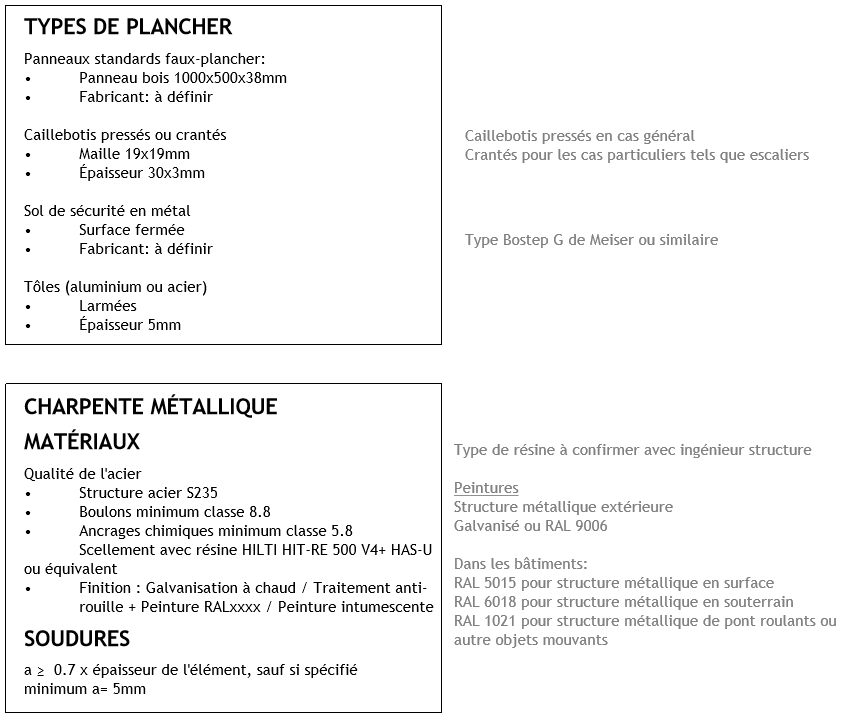 TYPES DE PLANCHER
Panneaux standards faux-plancher:
• Panneau bois 1000x500x38mm
• Fabricant: à définir
Caillebotis pressés ou crantés
• Maille 19x19mm
• Épaisseur 30x3mm
Sol de sécurité en métal
• Surface fermée
• Fabricant: à définir
Tôles (aluminium ou acier)
• Larmées
• Épaisseur 5mm
Caillebotis pressés en cas général
Crantés pour les cas particuliers tels que escaliers
Type Bostep G de Meiser ou similaire
CHARPENTE MÉTALLIQUE
MATÉRIAUX
Qualité de l'acier
• Structure acier S235
• Boulons minimum classe 8.8
• Ancrages chimiques minimum classe 5.8
Scellement avec résine HILTI HIT-RE 500 V4+ HAS-U
ou équivalent
• Finition : Galvanisation à chaud / Traitement anti-
rouille + Peinture RALxxxx / Peinture intumescente
SOUDURES
a ≥ 0.7 x épaisseur de l'élément, sauf si spécifié
minimum a= 5mm
Type de résine à confirmer avec ingénieur structure
Peintures
Structure métallique extérieure
Galvanisé ou RAL 9006
Dans les bâtiments:
RAL 5015 pour structure métallique en surface
RAL 6018 pour structure métallique en souterrain
RAL 1021 pour structure métallique de pont roulants ou
autre objets mouvants